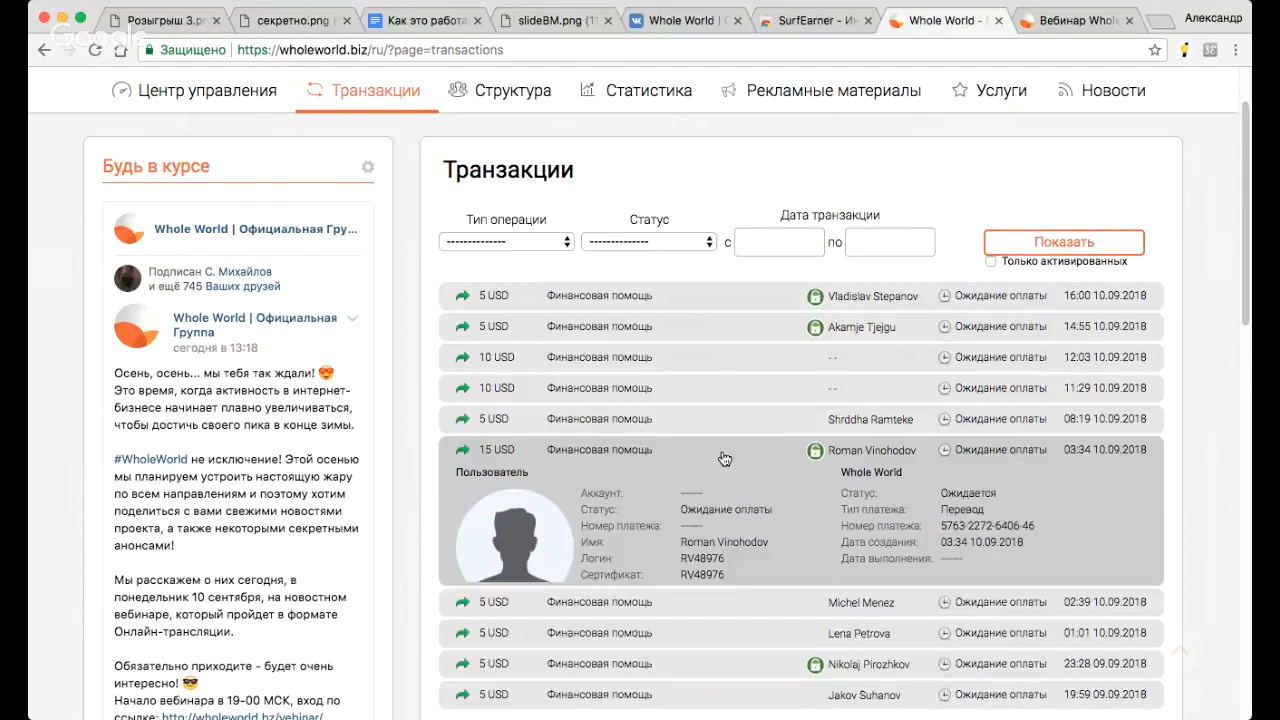 Розыгрыш 3.pr
секретно.png (
Как это работа
slideBM.png (1
Whole World | О
SurfEarner - Ин
Whole World -
Вебинар Whole
Александр
Google
Защищено
https://wholeworld.biz/ru/?page=transactions
Центр управления
Транзакции
Структура
Статистика
Рекламные материалы
Услуги
Новости
Будь в курсе
Whole World | Официальная Гру...
Подписан С. Михайлов
и ещё 745 Ваших друзей
Whole World | Официальная
Группа
сегодня в 13:18
Осень, осень... мы тебя так ждали! 😍
Это время, когда активность в интернет-
бизнесе начинает плавно увеличиваться,
чтобы достичь своего пика в конце зимы.
#WholeWorld не исключение! Этой осенью
мы планируем устроить настоящую жару
по всем направлениям и поэтому хотим
поделиться с вами свежими новостями
проекта, а также некоторыми секретными
анонсами!
Мы расскажем о них сегодня, в
понедельник 10 сентября, на новостном
вебинаре, который пройдет в формате
Онлайн-трансляции.
Обязательно приходите - будет очень
интересно! 😎
Начало вебинара в 19-00 МСК, вход по
ссылке: http://wholeworld.bz/vebinar/
Транзакции
Тип операции
Статус
Дата транзакции
--------------
--------------
с
по
Показать
Только активированных
5 USD Финансовая помощь Vladislav Stepanov Ожидание оплаты 16:00 10.09.2018
5 USD Финансовая помощь Akamje Tjejgu Ожидание оплаты 14:55 10.09.2018
10 USD Финансовая помощь - - Ожидание оплаты 12:03 10.09.2018
10 USD Финансовая помощь - - Ожидание оплаты 11:29 10.09.2018
5 USD Финансовая помощь Shrddha Ramteke Ожидание оплаты 08:19 10.09.2018
15 USD Финансовая помощь Roman Vinohodov Ожидание оплаты 03:34 10.09.2018
Пользователь Whole World
Аккаунт: ------ Статус: Ожидается
Статус: Ожидание оплаты Тип платежа: Перевод
Номер платежа: ------ Номер платежа: 5763-2272-6406-46
Имя: Roman Vinohodov Дата создания: 03:34 10.09.2018
Логин: RV48976 Дата выполнения: ------
Сертификат: RV48976
5 USD Финансовая помощь Michel Menez Ожидание оплаты 02:39 10.09.2018
5 USD Финансовая помощь Lena Petrova Ожидание оплаты 01:01 10.09.2018
5 USD Финансовая помощь Nikolaj Pirozhkov Ожидание оплаты 23:28 09.09.2018
5 USD Финансовая помощь Jakov Suhanov Ожидание оплаты 19:59 09.09.2018